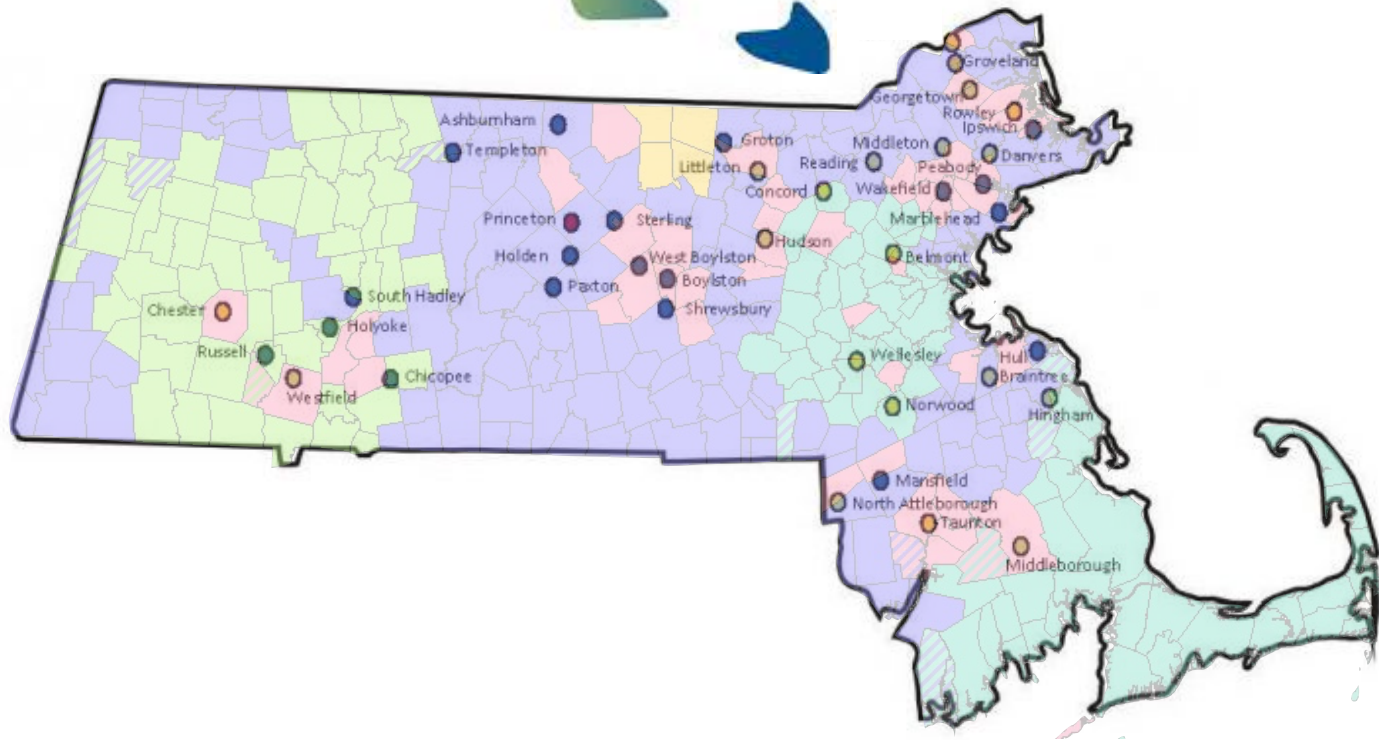 Groveland
Georgetown
Rowley
Ipswich
Ashburnham
Templeton
Groton
Littleton
Middleton
Reading
Danvers
Peabody
Concord
Wakefield
Marblehead
Princeton
Sterling
Hudson
Holden
West Boylston
Belmont
Paxton
Boylston
Shrewsbury
South Hadley
Chester
Holyoke
Russell
Chicopee
Westfield
Wellesley
Hull
Braintree
Norwood
Hingham
Mansfield
North Attleborough
Taunton
Middleborough